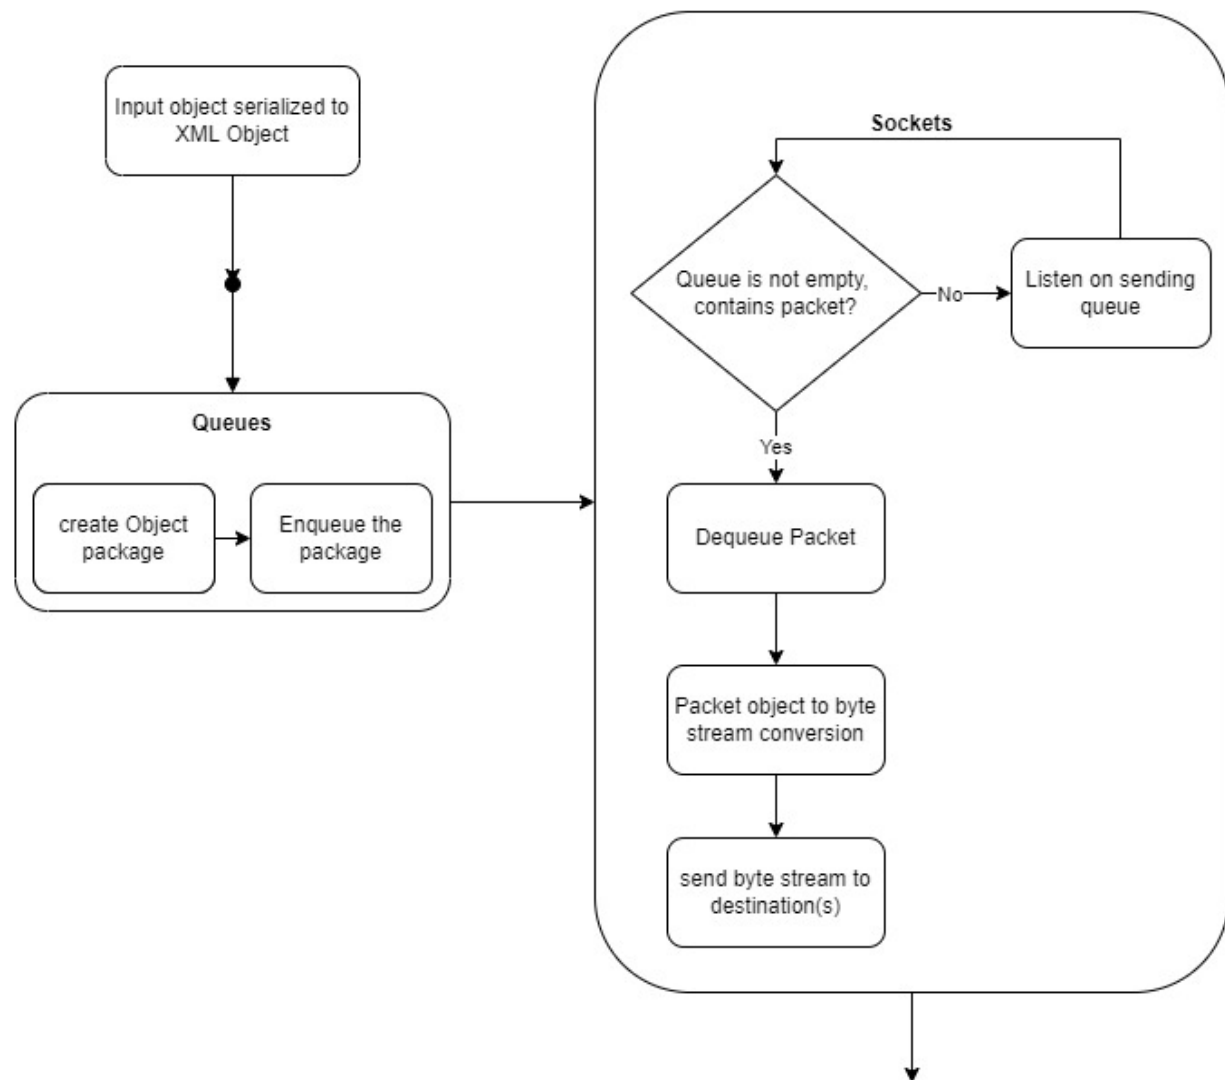 Input object serialized to
XML Object
Queues
create Object
package
Enqueue the
package
Sockets
Queue is not empty,
contains packet?
No
Listen on sending
queue
Yes
Dequeue Packet
Packet object to byte
stream conversion
send byte stream to
destination(s)